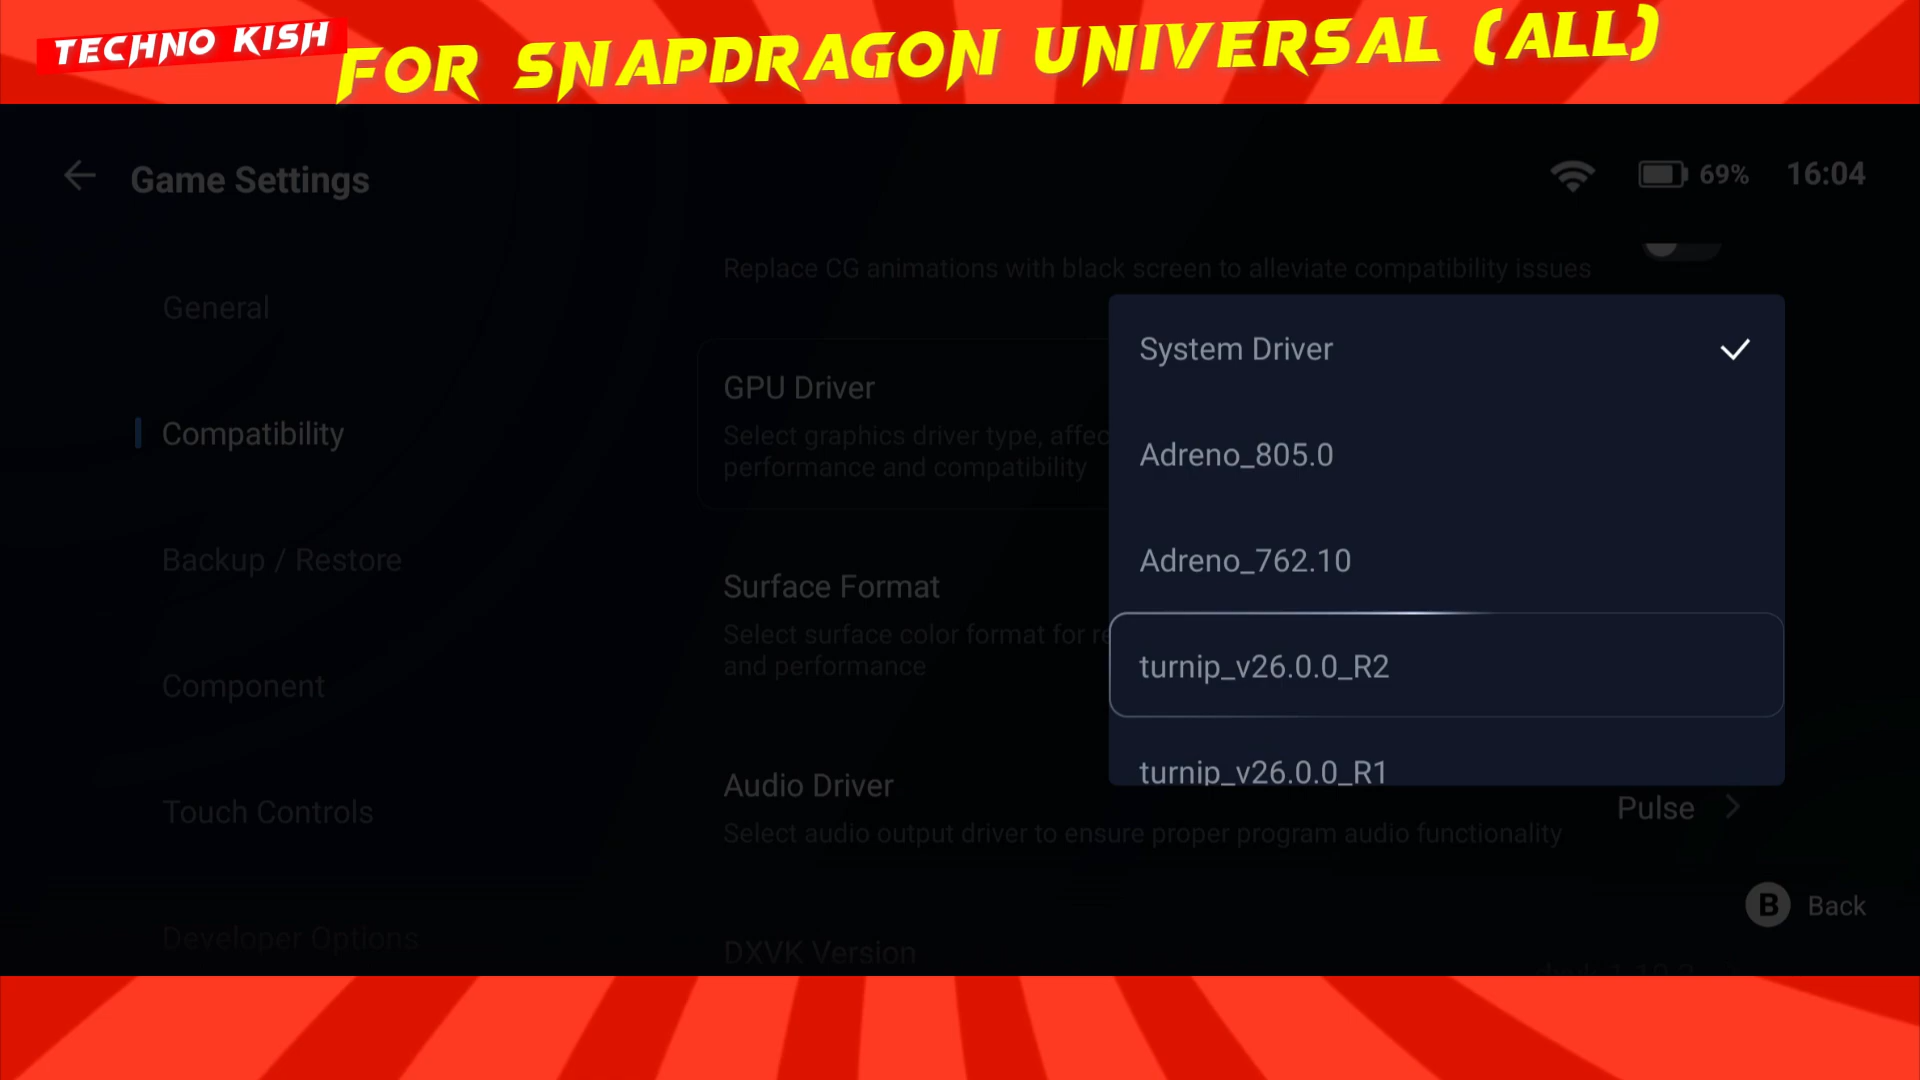 TECHNO KISH
FOR SNAPDRAGON UNIVERSAL (ALL)
Game Settings
69%
16:04
General
Compatibility
Backup / Restore
Component
Touch Controls
Developer Options
Replace CG animations with black screen to alleviate compatibility issues
GPU Driver
Select graphics driver type, affec
performance and compatibility
Surface Format
Select surface color format for re
and performance
Audio Driver
Select audio output driver to ensure proper program audio functionality
Pulse
DXVK Version
System Driver
Adreno_805.0
Adreno_762.10
turnip_v26.0.0_R2
turnip_v26.0.0_R1
B Back